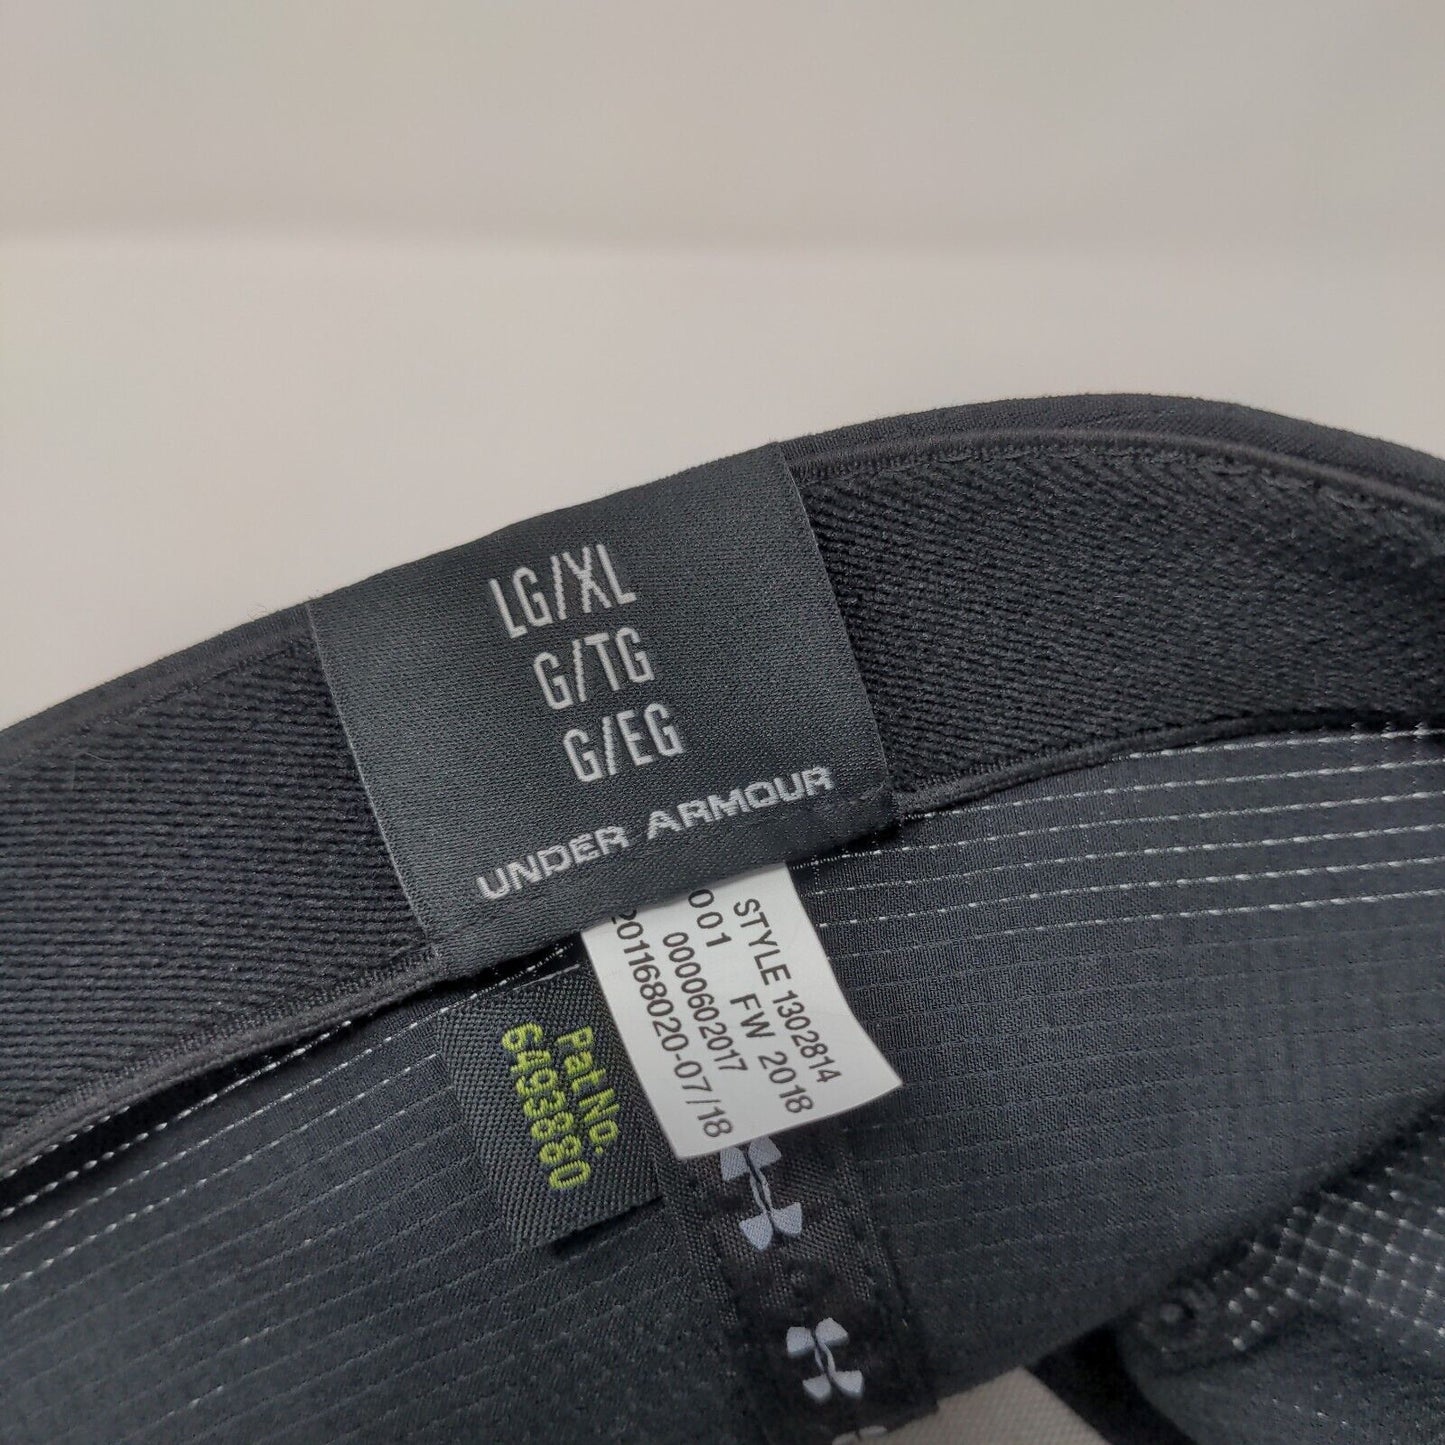 LG/XL
G/TG
G/EG
UNDER ARMOUR
STYLE 1302814
001 FW 2018
0000602017
201168020-07/18
Pat.No.
6493880